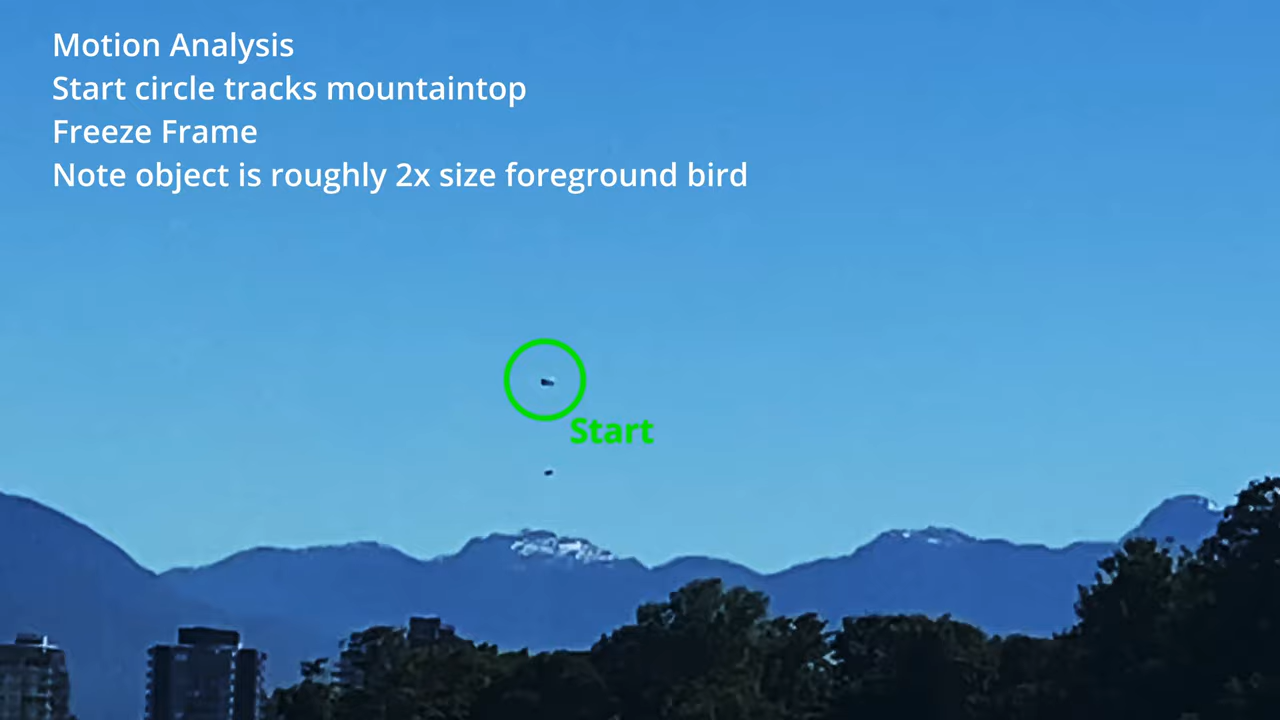 Motion Analysis
Start circle tracks mountaintop
Freeze Frame
Note object is roughly 2x size foreground bird
Start